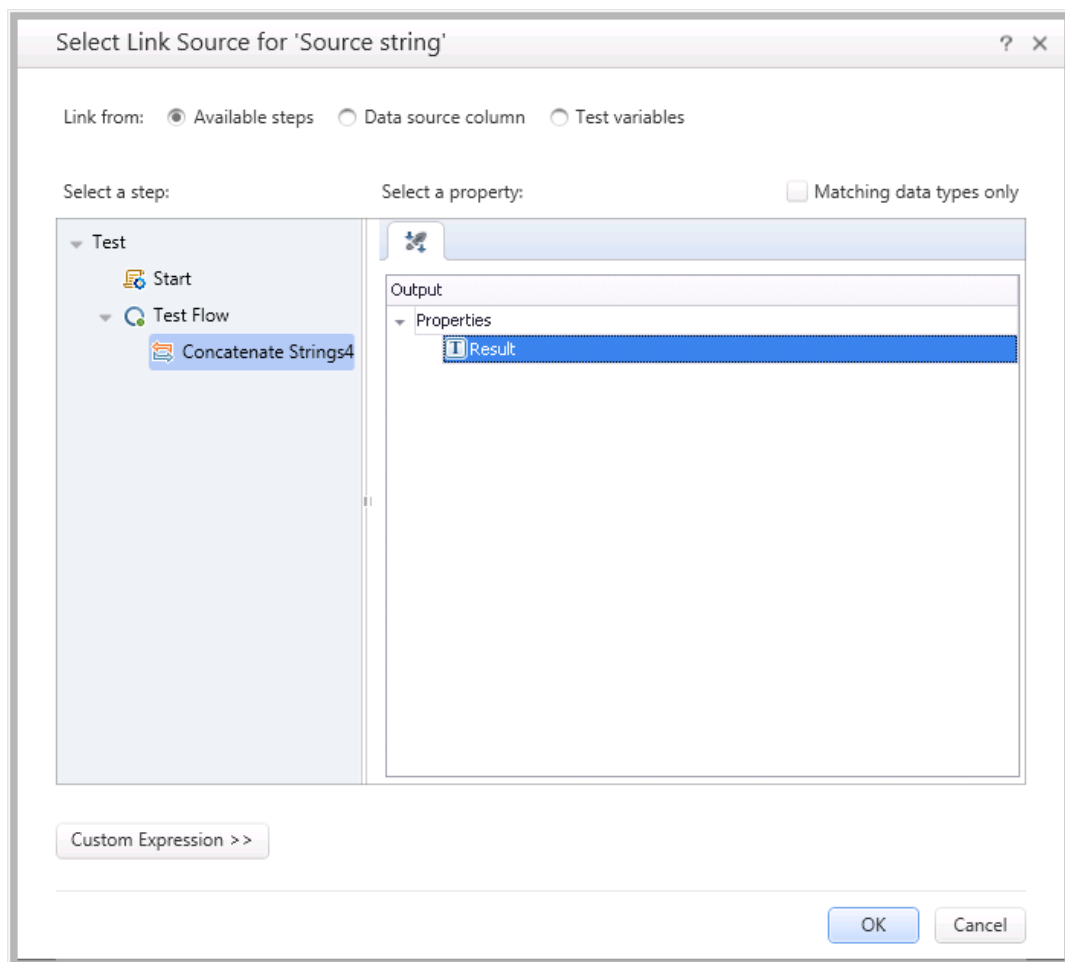 Select Link Source for 'Source string'
? ×
Link from: Available steps Data source column Test variables
Select a step: Select a property: Matching data types only
Test
Start
Test Flow
Concatenate Strings4
Output
Properties
T Result
Custom Expression >>
OK Cancel